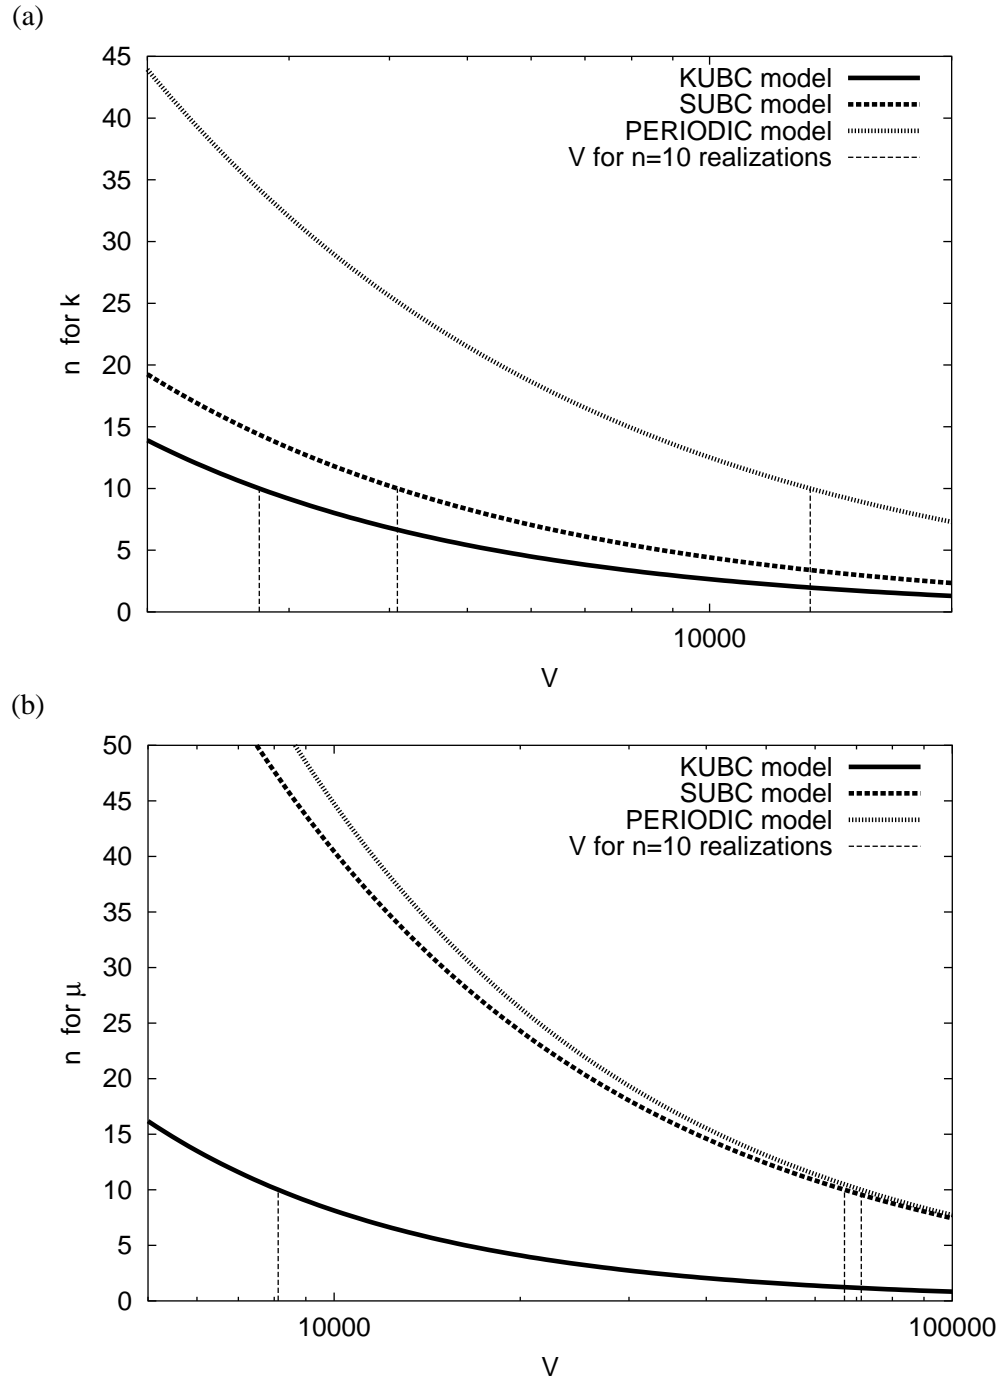 (a)
45
40
35
30
25
20
15
10
5
0
n for k
KUBC model
SUBC model
PERIODIC model
V for n=10 realizations
10000
V
(b)
50
45
40
35
30
25
20
15
10
5
0
n for μ
KUBC model
SUBC model
PERIODIC model
V for n=10 realizations
10000
100000
V